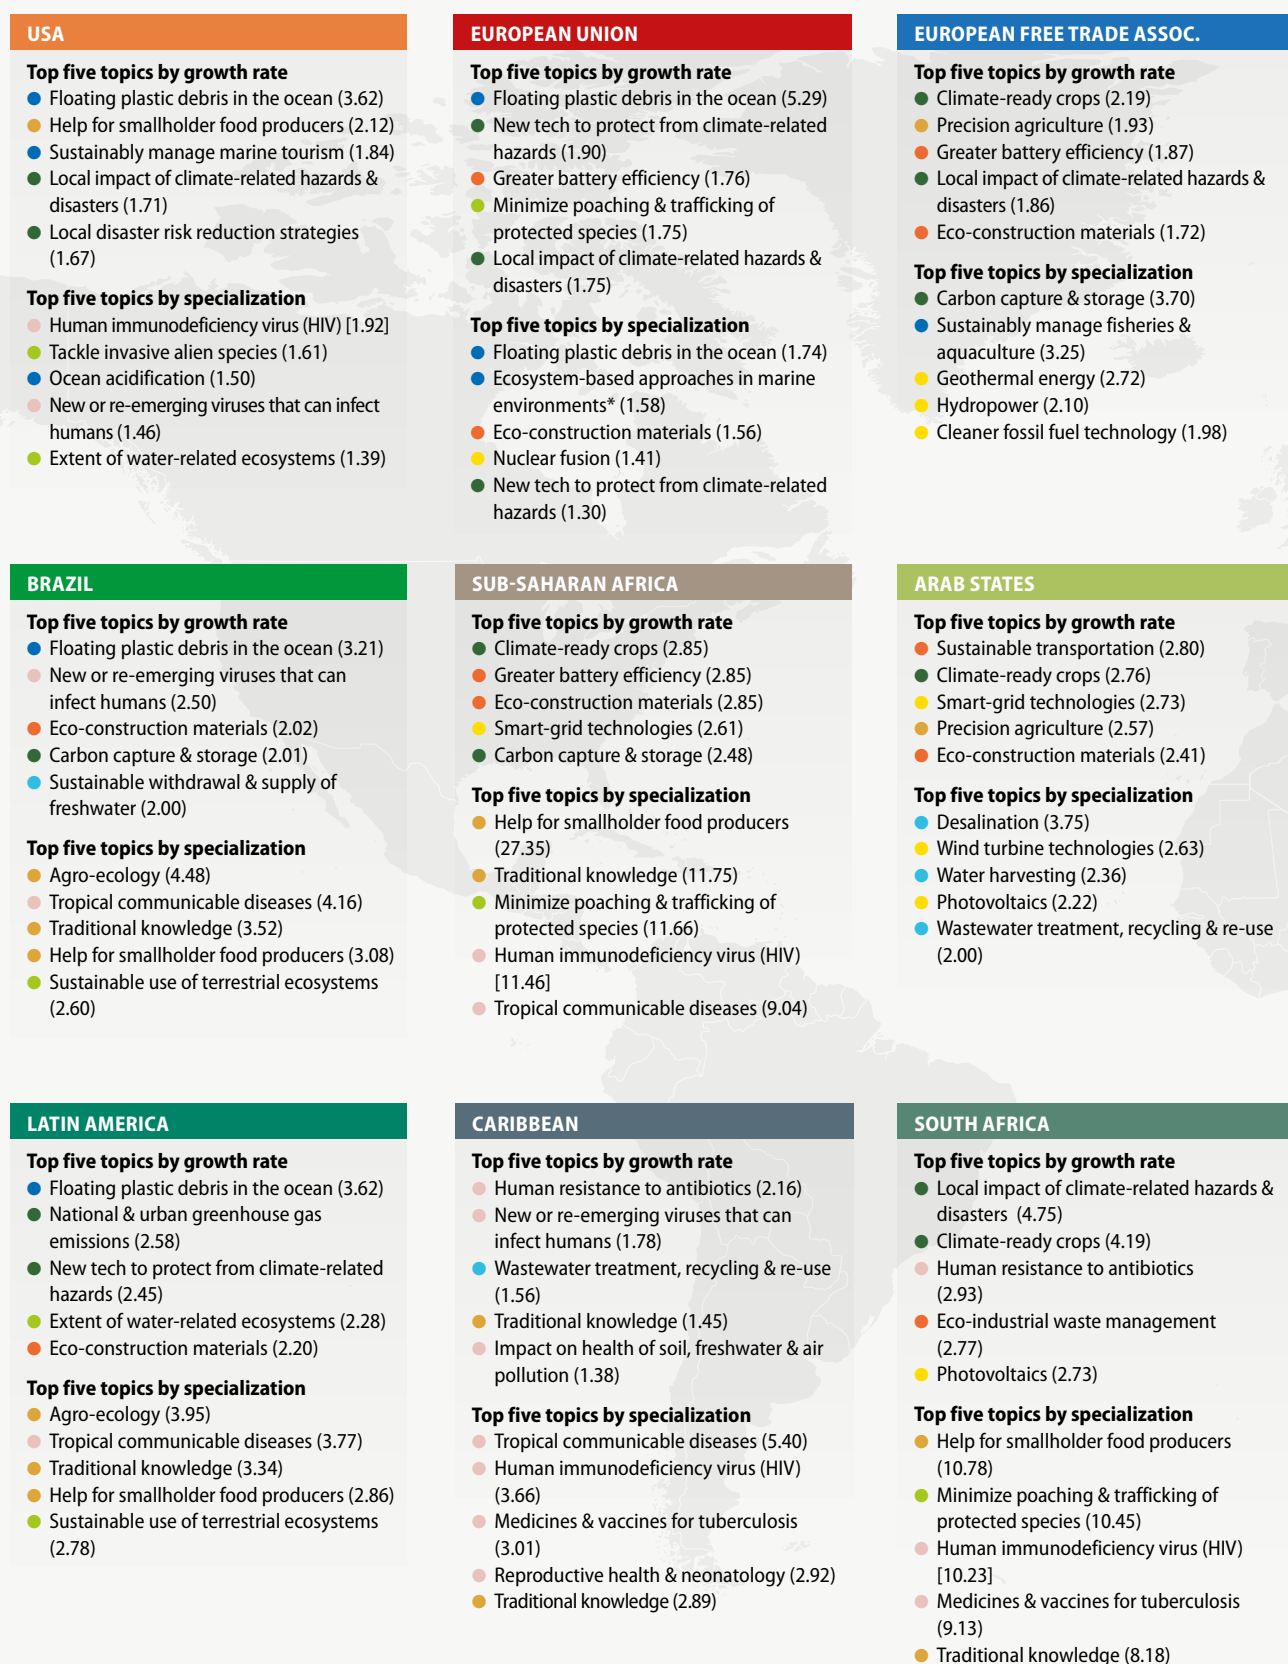 USA
Top five topics by growth rate
Floating plastic debris in the ocean (3.62)
Help for smallholder food producers (2.12)
Sustainably manage marine tourism (1.84)
Local impact of climate-related hazards &
disasters (1.71)
Local disaster risk reduction strategies
(1.67)
Top five topics by specialization
Human immunodeficiency virus (HIV) [1.92]
Tackle invasive alien species (1.61)
Ocean acidification (1.50)
New or re-emerging viruses that can infect
humans (1.46)
Extent of water-related ecosystems (1.39)
EUROPEAN UNION
Top five topics by growth rate
Floating plastic debris in the ocean (5.29)
New tech to protect from climate-related
hazards (1.90)
Greater battery efficiency (1.76)
Minimize poaching & trafficking of
protected species (1.75)
Local impact of climate-related hazards &
disasters (1.75)
Top five topics by specialization
Floating plastic debris in the ocean (1.74)
Ecosystem-based approaches in marine
environments* (1.58)
Eco-construction materials (1.56)
Nuclear fusion (1.41)
New tech to protect from climate-related
hazards (1.30)
EUROPEAN FREE TRADE ASSOC.
Top five topics by growth rate
Climate-ready crops (2.19)
Precision agriculture (1.93)
Greater battery efficiency (1.87)
Local impact of climate-related hazards &
disasters (1.86)
Eco-construction materials (1.72)
Top five topics by specialization
Carbon capture & storage (3.70)
Sustainably manage fisheries &
aquaculture (3.25)
Geothermal energy (2.72)
Hydropower (2.10)
Cleaner fossil fuel technology (1.98)
BRAZIL
Top five topics by growth rate
Floating plastic debris in the ocean (3.21)
New or re-emerging viruses that can
infect humans (2.50)
Eco-construction materials (2.02)
Carbon capture & storage (2.01)
Sustainable withdrawal & supply of
freshwater (2.00)
Top five topics by specialization
Agro-ecology (4.48)
Tropical communicable diseases (4.16)
Traditional knowledge (3.52)
Help for smallholder food producers (3.08)
Sustainable use of terrestrial ecosystems
(2.60)
SUB-SAHARAN AFRICA
Top five topics by growth rate
Climate-ready crops (2.85)
Greater battery efficiency (2.85)
Eco-construction materials (2.85)
Smart-grid technologies (2.61)
Carbon capture & storage (2.48)
Top five topics by specialization
Help for smallholder food producers
(27.35)
Traditional knowledge (11.75)
Minimize poaching & trafficking of
protected species (11.66)
Human immunodeficiency virus (HIV)
[11.46]
Tropical communicable diseases (9.04)
ARAB STATES
Top five topics by growth rate
Sustainable transportation (2.80)
Climate-ready crops (2.76)
Smart-grid technologies (2.73)
Precision agriculture (2.57)
Eco-construction materials (2.41)
Top five topics by specialization
Desalination (3.75)
Wind turbine technologies (2.63)
Water harvesting (2.36)
Photovoltaics (2.22)
Wastewater treatment, recycling & re-use
(2.00)
LATIN AMERICA
Top five topics by growth rate
Floating plastic debris in the ocean (3.62)
National & urban greenhouse gas
emissions (2.58)
New tech to protect from climate-related
hazards (2.45)
Extent of water-related ecosystems (2.28)
Eco-construction materials (2.20)
Top five topics by specialization
Agro-ecology (3.95)
Tropical communicable diseases (3.77)
Traditional knowledge (3.34)
Help for smallholder food producers (2.86)
Sustainable use of terrestrial ecosystems
(2.78)
CARIBBEAN
Top five topics by growth rate
Human resistance to antibiotics (2.16)
New or re-emerging viruses that can
infect humans (1.78)
Wastewater treatment, recycling & re-use
(1.56)
Traditional knowledge (1.45)
Impact on health of soil, freshwater & air
pollution (1.38)
Top five topics by specialization
Tropical communicable diseases (5.40)
Human immunodeficiency virus (HIV)
(3.66)
Medicines & vaccines for tuberculosis
(3.01)
Reproductive health & neonatology (2.92)
Traditional knowledge (2.89)
SOUTH AFRICA
Top five topics by growth rate
Local impact of climate-related hazards &
disasters (4.75)
Climate-ready crops (4.19)
Human resistance to antibiotics
(2.93)
Eco-industrial waste management
(2.77)
Photovoltaics (2.73)
Top five topics by specialization
Help for smallholder food producers
(10.78)
Minimize poaching & trafficking of
protected species (10.45)
Human immunodeficiency virus (HIV)
[10.23]
Medicines & vaccines for tuberculosis
(9.13)
Traditional knowledge (8.18)